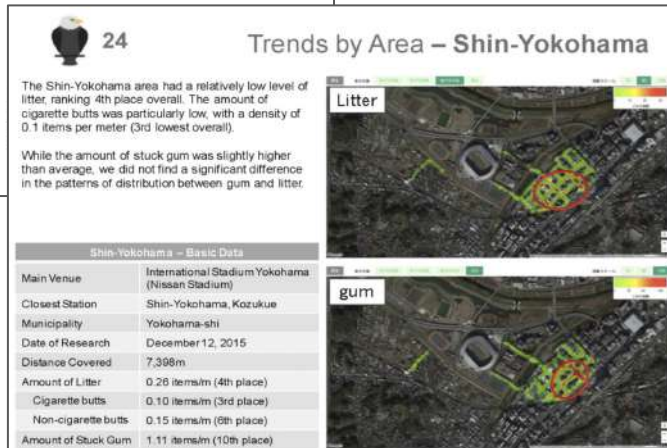 24
Trends by Area – Shin-Yokohama
The Shin-Yokohama area had a relatively low level of
litter, ranking 4th place overall. The amount of
cigarette butts was particularly low, with a density of
0.1 items per meter (3rd lowest overall).
While the amount of stuck gum was slightly higher
than average, we did not find a significant difference
in the patterns of distribution between gum and litter.
Litter
gum
Shin-Yokohama – Basic Data
Main Venue
International Stadium Yokohama
(Nissan Stadium)
Closest Station
Shin-Yokohama, Kozukue
Municipality
Yokohama-shi
Date of Research
December 12, 2015
Distance Covered
7,398m
Amount of Litter
0.26 items/m (4th place)
Cigarette butts
0.10 items/m (3rd place)
Non-cigarette butts
0.15 items/m (6th place)
Amount of Stuck Gum
1.11 items/m (10th place)